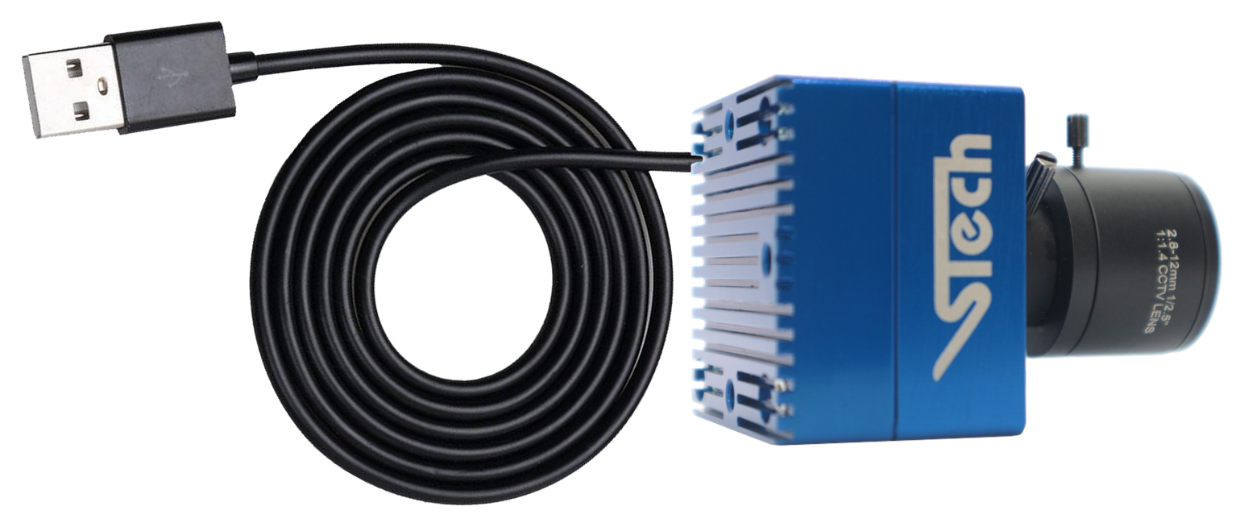 STech
2.8-12mm 1/2.5"
1:1.4 CCTV LENS